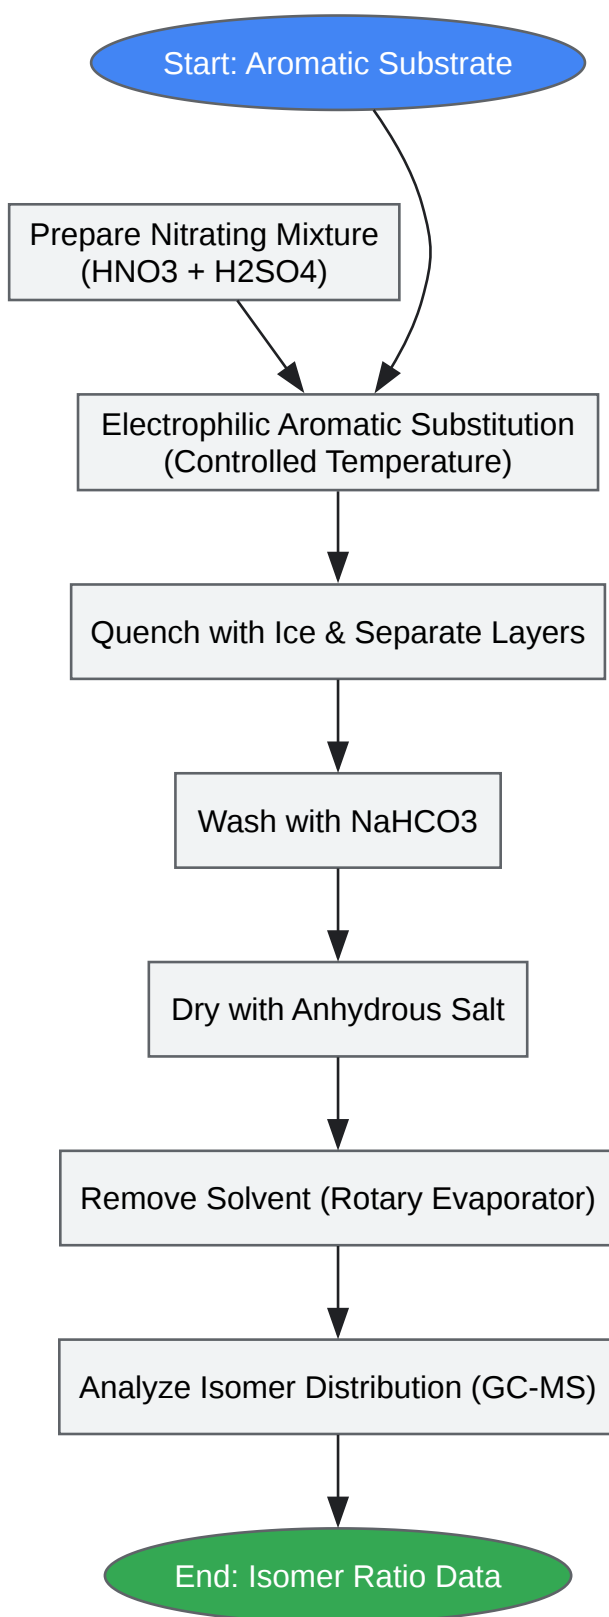 Start: Aromatic Substrate
Prepare Nitrating Mixture
(HNO3 + H2SO4)
Electrophilic Aromatic Substitution
(Controlled Temperature)
Quench with Ice & Separate Layers
Wash with NaHCO3
Dry with Anhydrous Salt
Remove Solvent (Rotary Evaporator)
Analyze Isomer Distribution (GC-MS)
End: Isomer Ratio Data